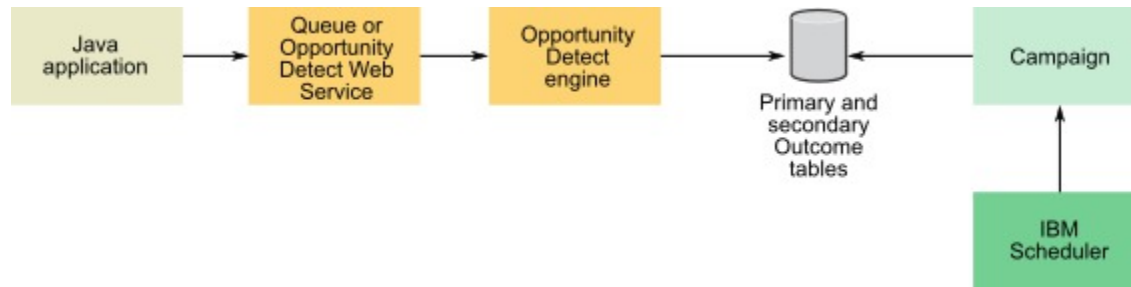 Java
application
Queue or
Opportunity
Detect Web
Service
Opportunity
Detect
engine
Primary and
secondary
Outcome
tables
Campaign
IBM
Scheduler